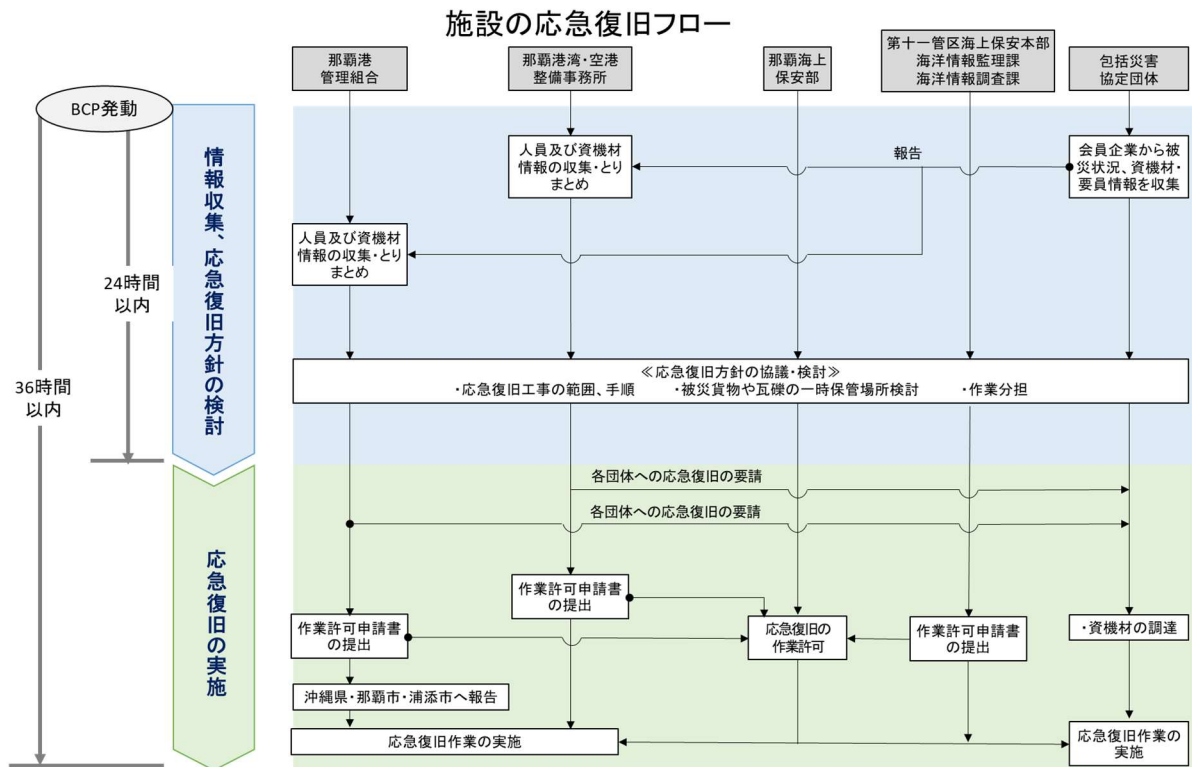 施設の応急復旧フロー
那覇港
管理組合
那覇港湾・空港
整備事務所
那覇海上
保安部
第十一管区海上保安本部
海洋情報監理課
海洋情報調査課
包括災害
協定団体
BCP発動
情報収集、応急復旧方針の検討
24時間
以内
36時間
以内
人員及び資機材
情報の収集・とり
まとめ
報告
会員企業から被
災状況、資機材・
要員情報を収集
人員及び資機材
情報の収集・とり
まとめ
≪応急復旧方針の協議・検討≫
・応急復旧工事の範囲、手順　・被災貨物や瓦礫の一時保管場所検討　・作業分担
応急復旧の実施
各団体への応急復旧の要請
各団体への応急復旧の要請
作業許可申請書
の提出
作業許可申請書
の提出
応急復旧の
作業許可
作業許可申請書
の提出
・資機材の調達
沖縄県・那覇市・浦添市へ報告
応急復旧作業の実施
応急復旧作業の
実施